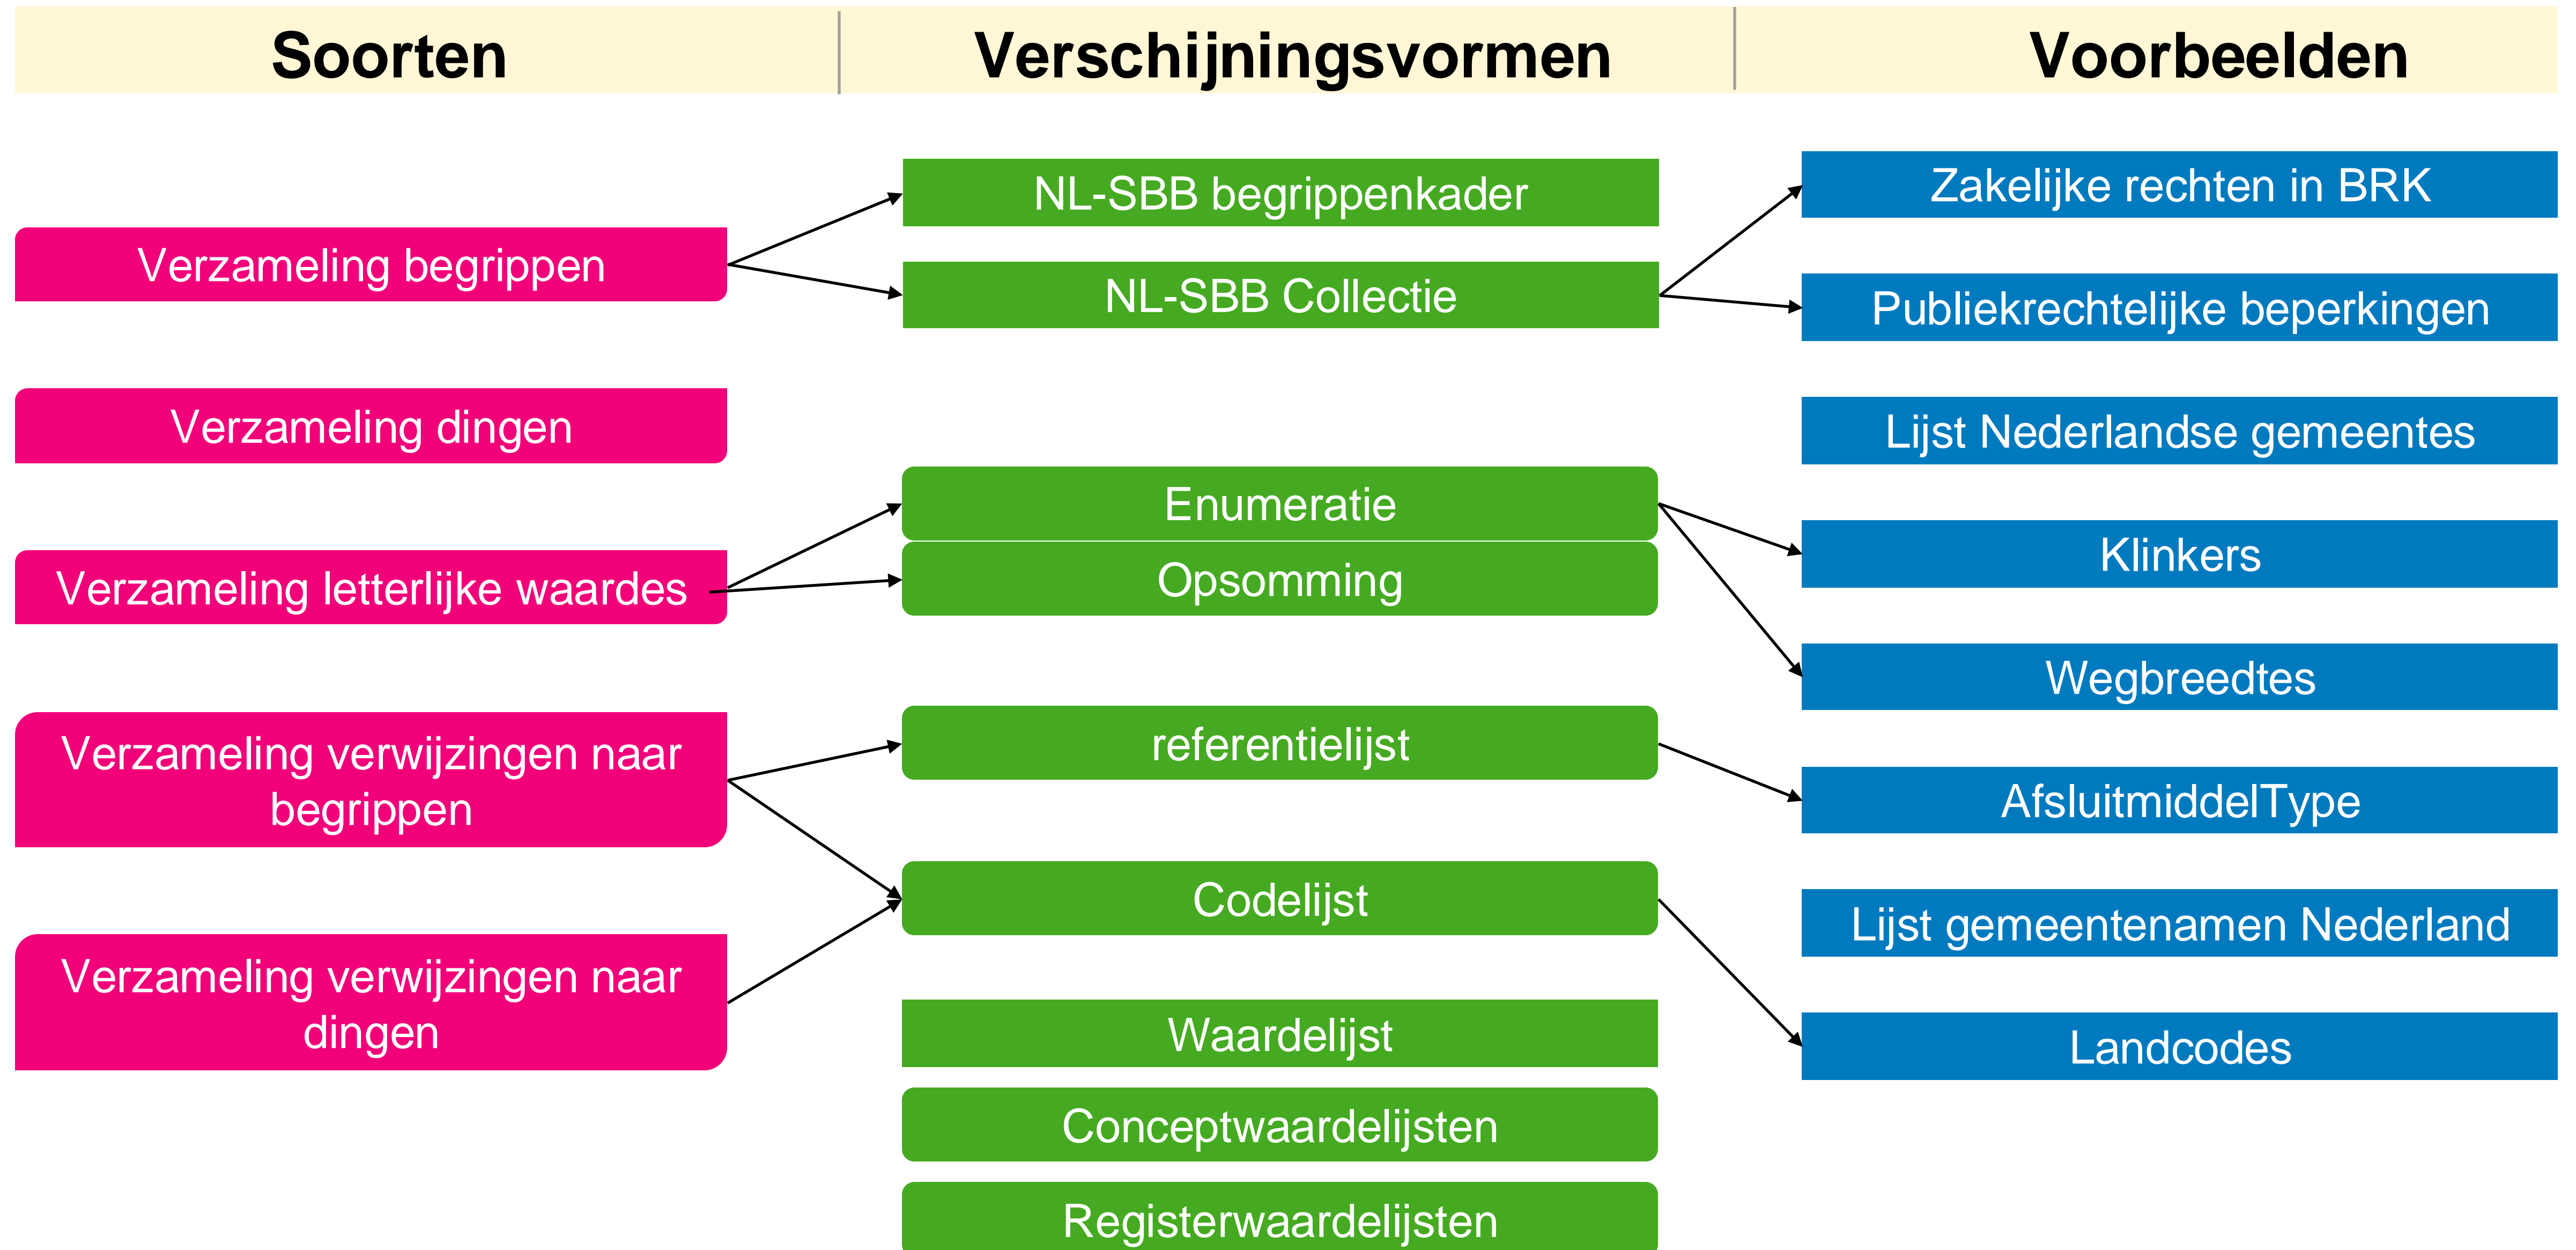 Soorten
Verschijningsvormen
Voorbeelden
Verzameling begrippen
Verzameling dingen
Verzameling letterlijke waardes
Verzameling verwijzingen naar
begrippen
Verzameling verwijzingen naar
dingen
NL-SBB begrippenkader
NL-SBB Collectie
Enumeratie
Opsomming
referentielijst
Codelijst
Waardelijst
Conceptwaardelijsten
Registerwaardelijsten
Zakelijke rechten in BRK
Publiekrechtelijke beperkingen
Lijst Nederlandse gemeentes
Klinkers
Wegbreedtes
AfsluitmiddelType
Lijst gemeentenamen Nederland
Landcodes